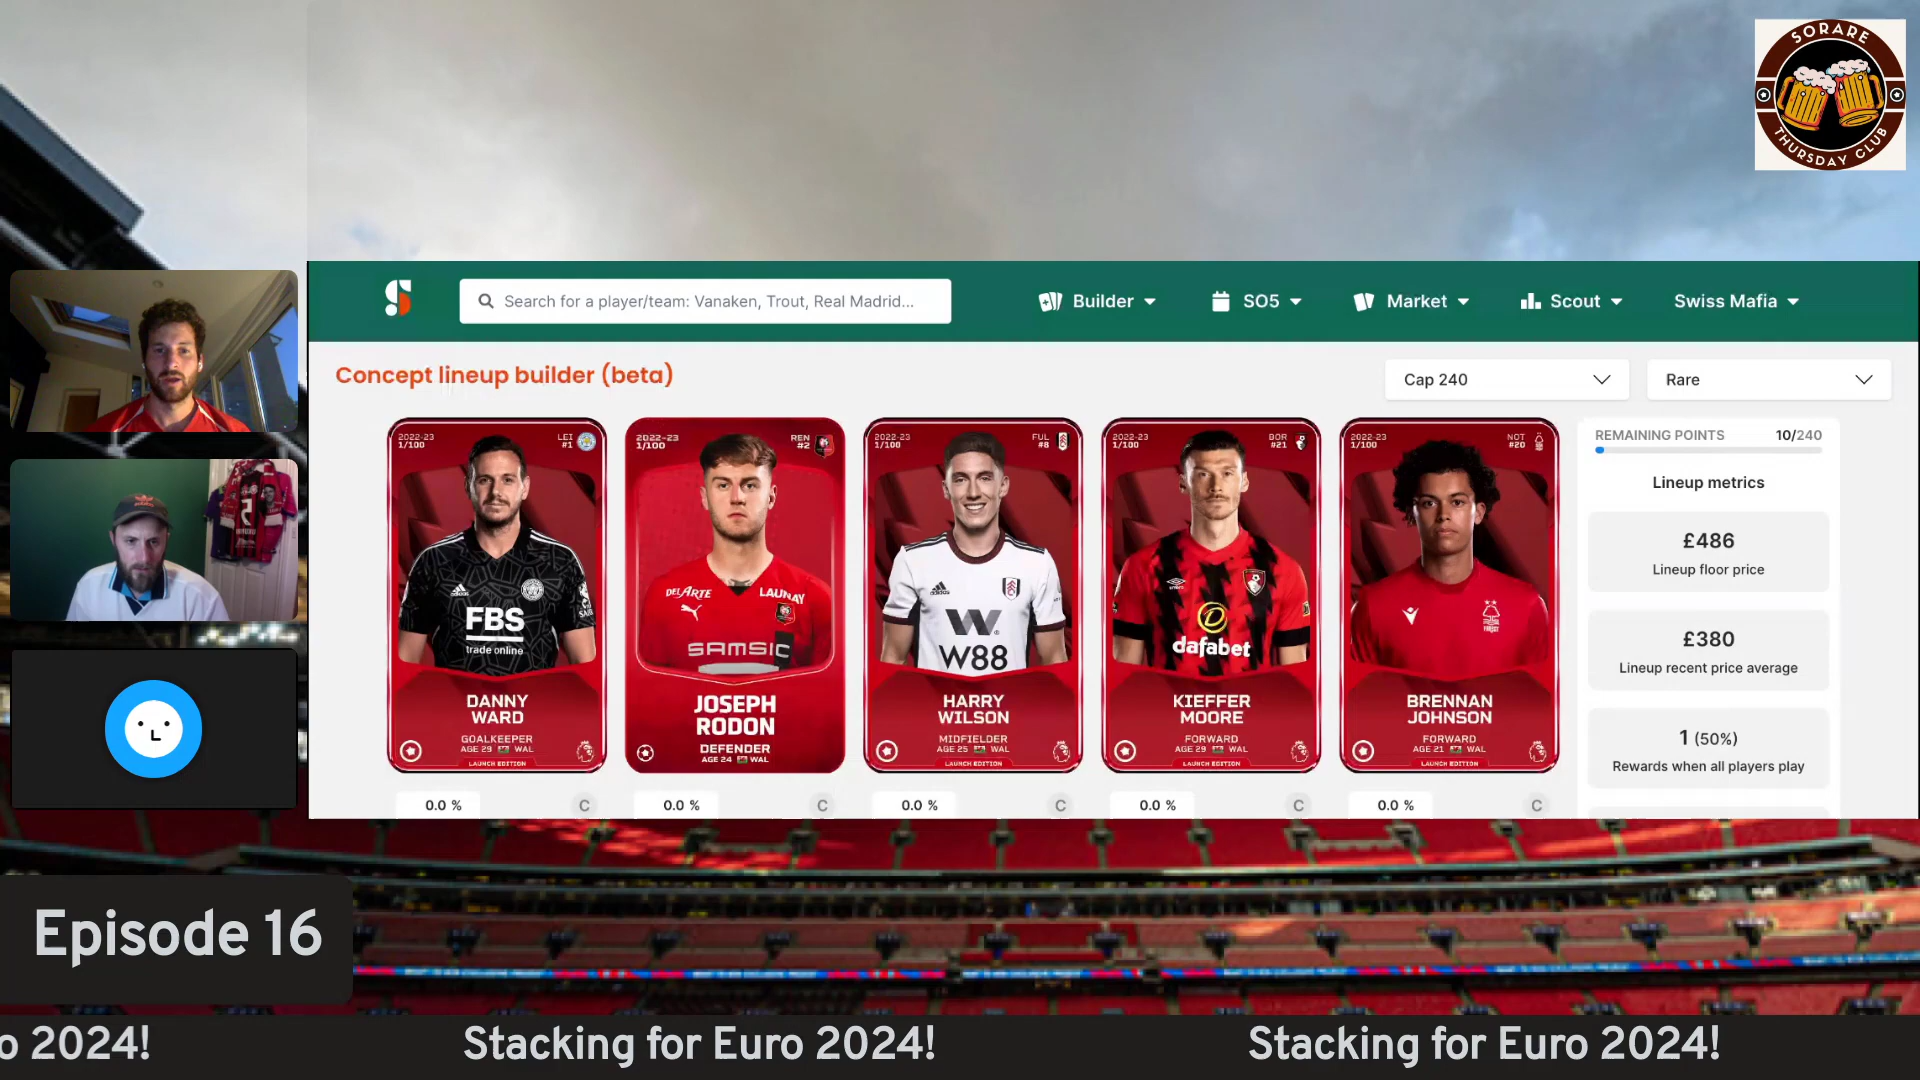 SORARE
THURSDAY CLUB
Search for a player/team: Vanaken, Trout, Real Madrid...
Builder
SO5
Market
Scout
Swiss Mafia
Concept lineup builder (beta)
Cap 240
Rare
2022-23
1/100
LEI
#1
FBS
trade online
DANNY
WARD
GOALKEEPER
AGE 29 WAL
LAUNCH EDITION
2022-23
1/100
REN
#2
DEL ARTE
LAUNAY
SAMSIC
JOSEPH
RODON
DEFENDER
AGE 24 WAL
2022-23
1/100
FUL
#8
W
W88
HARRY
WILSON
MIDFIELDER
AGE 25 WAL
LAUNCH EDITION
2022-23
1/100
BOR
#21
dafabet
KIEFFER
MOORE
FORWARD
AGE 29 WAL
LAUNCH EDITION
2022-23
1/100
NOT
#20
BRENNAN
JOHNSON
FORWARD
AGE 21 WAL
LAUNCH EDITION
REMAINING POINTS 10/240
Lineup metrics
£486
Lineup floor price
£380
Lineup recent price average
1 (50%)
Rewards when all players play
0.0 % C
0.0 % C
0.0 % C
0.0 % C
0.0 % C
Episode 16
o 2024!
Stacking for Euro 2024!
Stacking for Euro 2024!